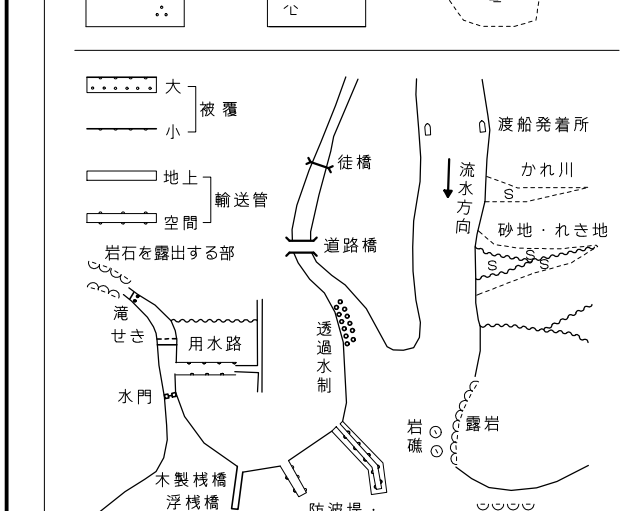 大
被覆
小
徒橋
渡船発着所
流水方向
かれ川
S
地上
輸送管
空間
砂地・れき地
道路橋
岩石を露出する部
S
S
S
滝
せき
用水路
透過水制
水門
岩礁
露岩
木製桟橋
浮桟橋
防波堤・